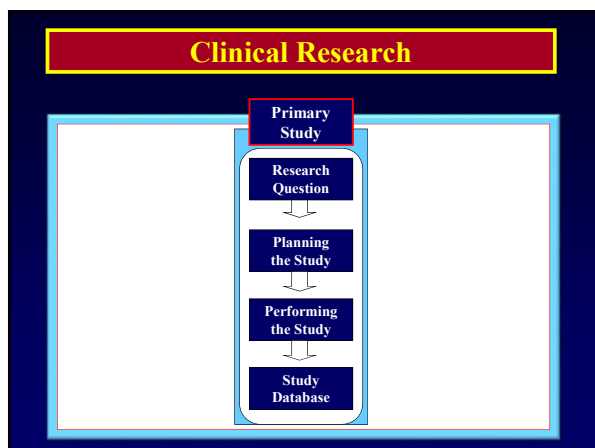 Clinical Research
Primary
Study
Research
Question
Planning
the Study
Performing
the Study
Study
Database